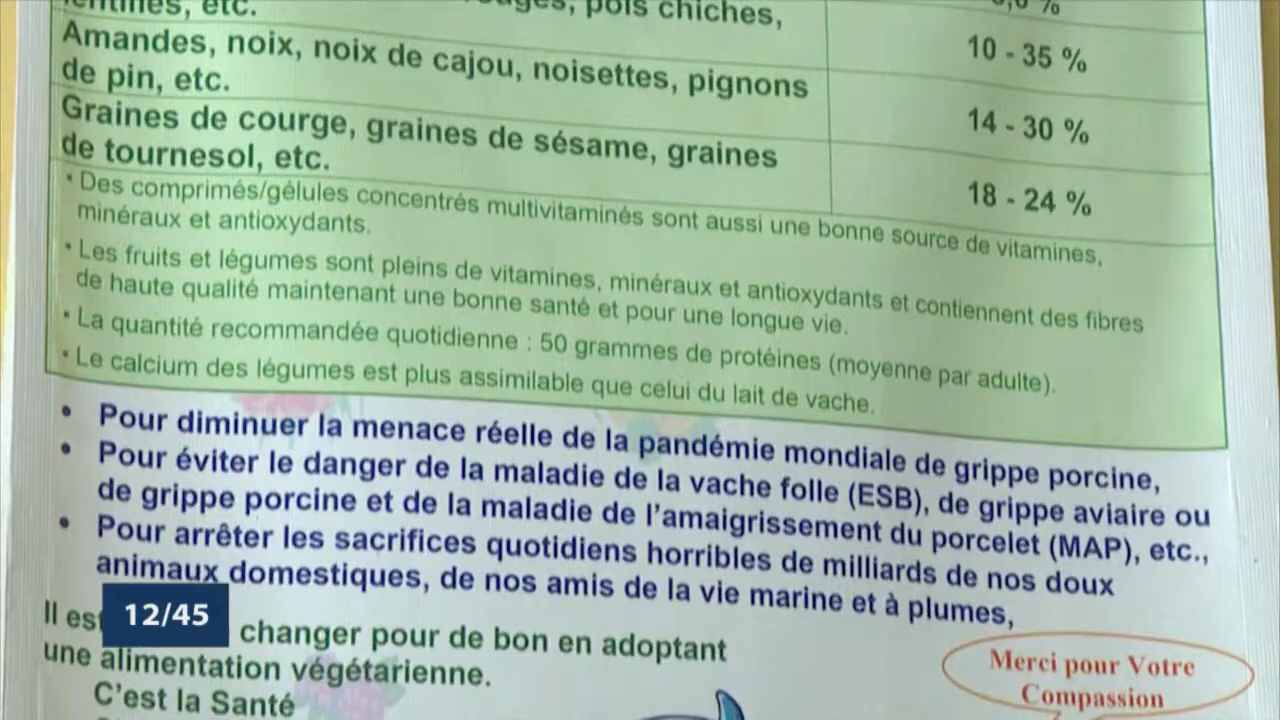 lentilles, etc.
pois chiches,
%
10 - 35 %
Amandes, noix, noix de cajou, noisettes, pignons
de pin, etc.
14 - 30 %
Graines de courge, graines de sésame, graines
de tournesol, etc.
18 - 24 %
• Des comprimés/gélules concentrés multivitaminés sont aussi une bonne source de vitamines,
minéraux et antioxydants.
• Les fruits et légumes sont pleins de vitamines, minéraux et antioxydants et contiennent des fibres
de haute qualité maintenant une bonne santé et pour une longue vie.
• La quantité recommandée quotidienne : 50 grammes de protéines (moyenne par adulte).
• Le calcium des légumes est plus assimilable que celui du lait de vache.
• Pour diminuer la menace réelle de la pandémie mondiale de grippe porcine,
• Pour éviter le danger de la maladie de la vache folle (ESB), de grippe aviaire ou
de grippe porcine et de la maladie de l'amaigrissement du porcelet (MAP), etc.,
• Pour arrêter les sacrifices quotidiens horribles de milliards de nos doux
animaux domestiques, de nos amis de la vie marine et à plumes,
Il est changer pour de bon en adoptant
une alimentation végétarienne.
C'est la Santé
12/45
Merci pour Votre
Compassion